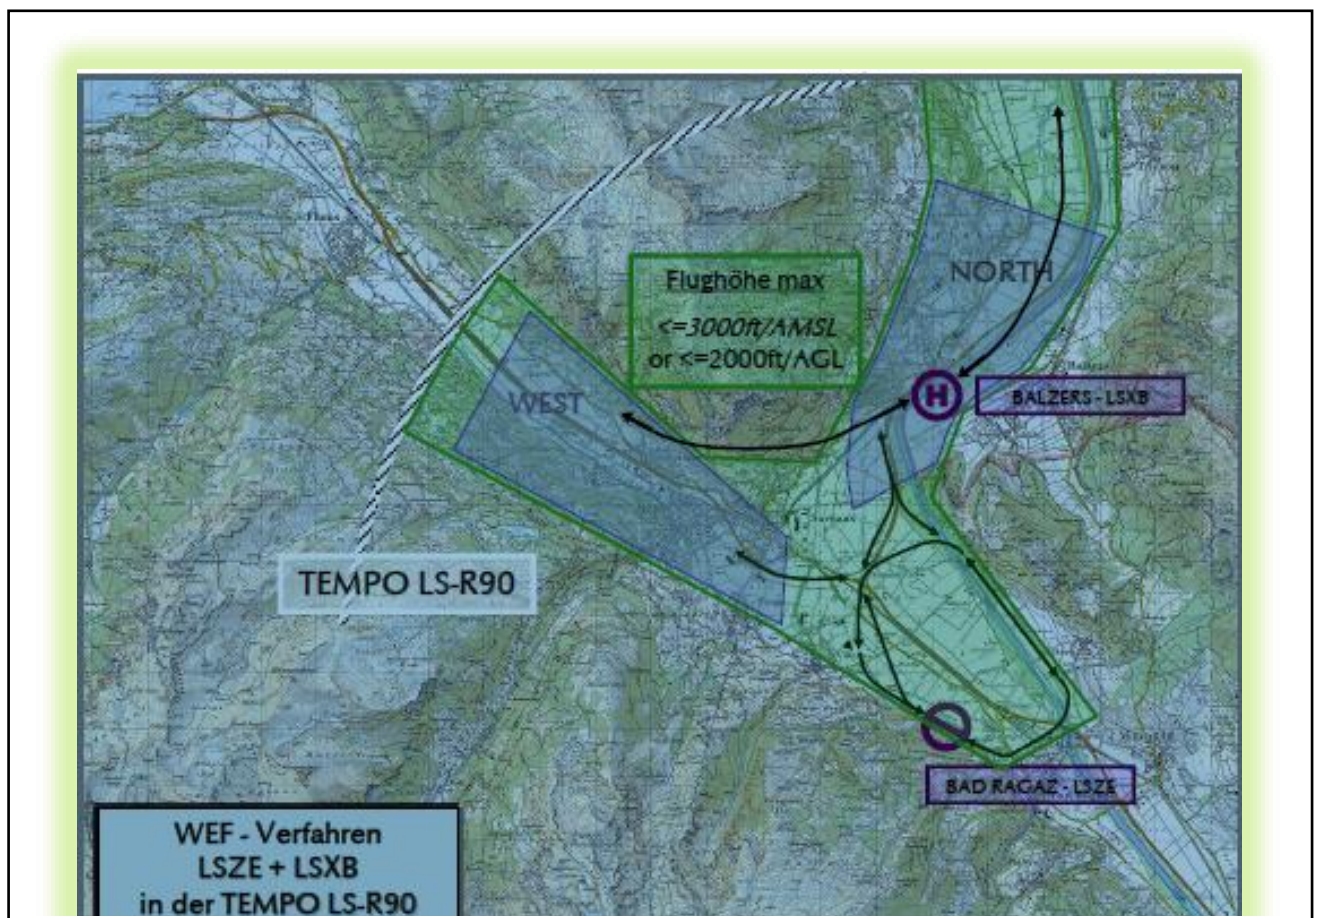 NORTH
Flughöhe max
<=3000ft/AMSL
or <=2000ft/AGL
WEST
H
BALZERS - LSXB
TEMPO LS-R90
BAD RAGAZ - LSZE
WEF - Verfahren
LSZE + LSXB
in der TEMPO LS-R90